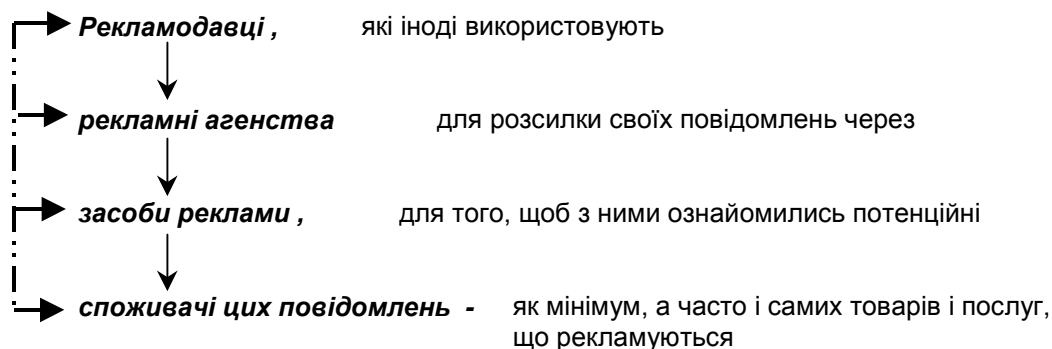 Рекламодавці , які іноді використовують
рекламні агенства для розсилки своїх повідомлень через
засоби реклами , для того, щоб з ними ознайомились потенційні
споживачі цих повідомлень - як мінімум, а часто і самих товарів і послуг,
що рекламуються